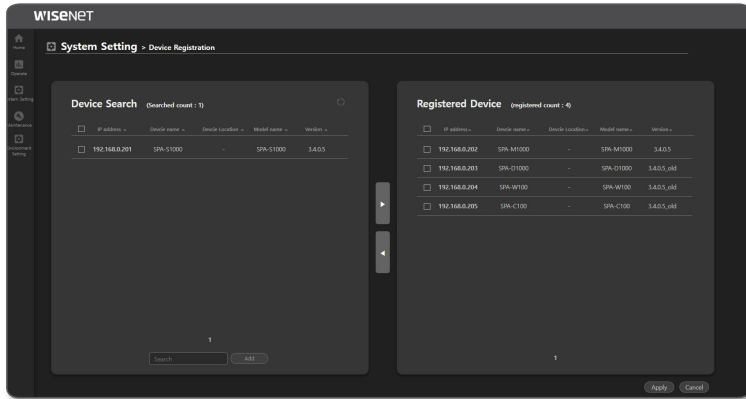 WISENET
Home
System Setting > Device Registration
Operate
System Setting
Maintenance
Environment Setting
Device Search (Searched count : 1)
IP address Devcie name Devcie Location Model name Version
192.168.0.201 SPA-S1000 - SPA-S1000 3.4.0.5
1
Search Add
Registered Device (registered count : 4)
IP address Devcie name Devcie Location Model name Version
192.168.0.202 SPA-M1000 - SPA-M1000 3.4.0.5
192.168.0.203 SPA-D1000 - SPA-D1000 3.4.0.5_old
192.168.0.204 SPA-W100 - SPA-W100 3.4.0.5_old
192.168.0.205 SPA-C100 - SPA-C100 3.4.0.5_old
1
Apply Cancel